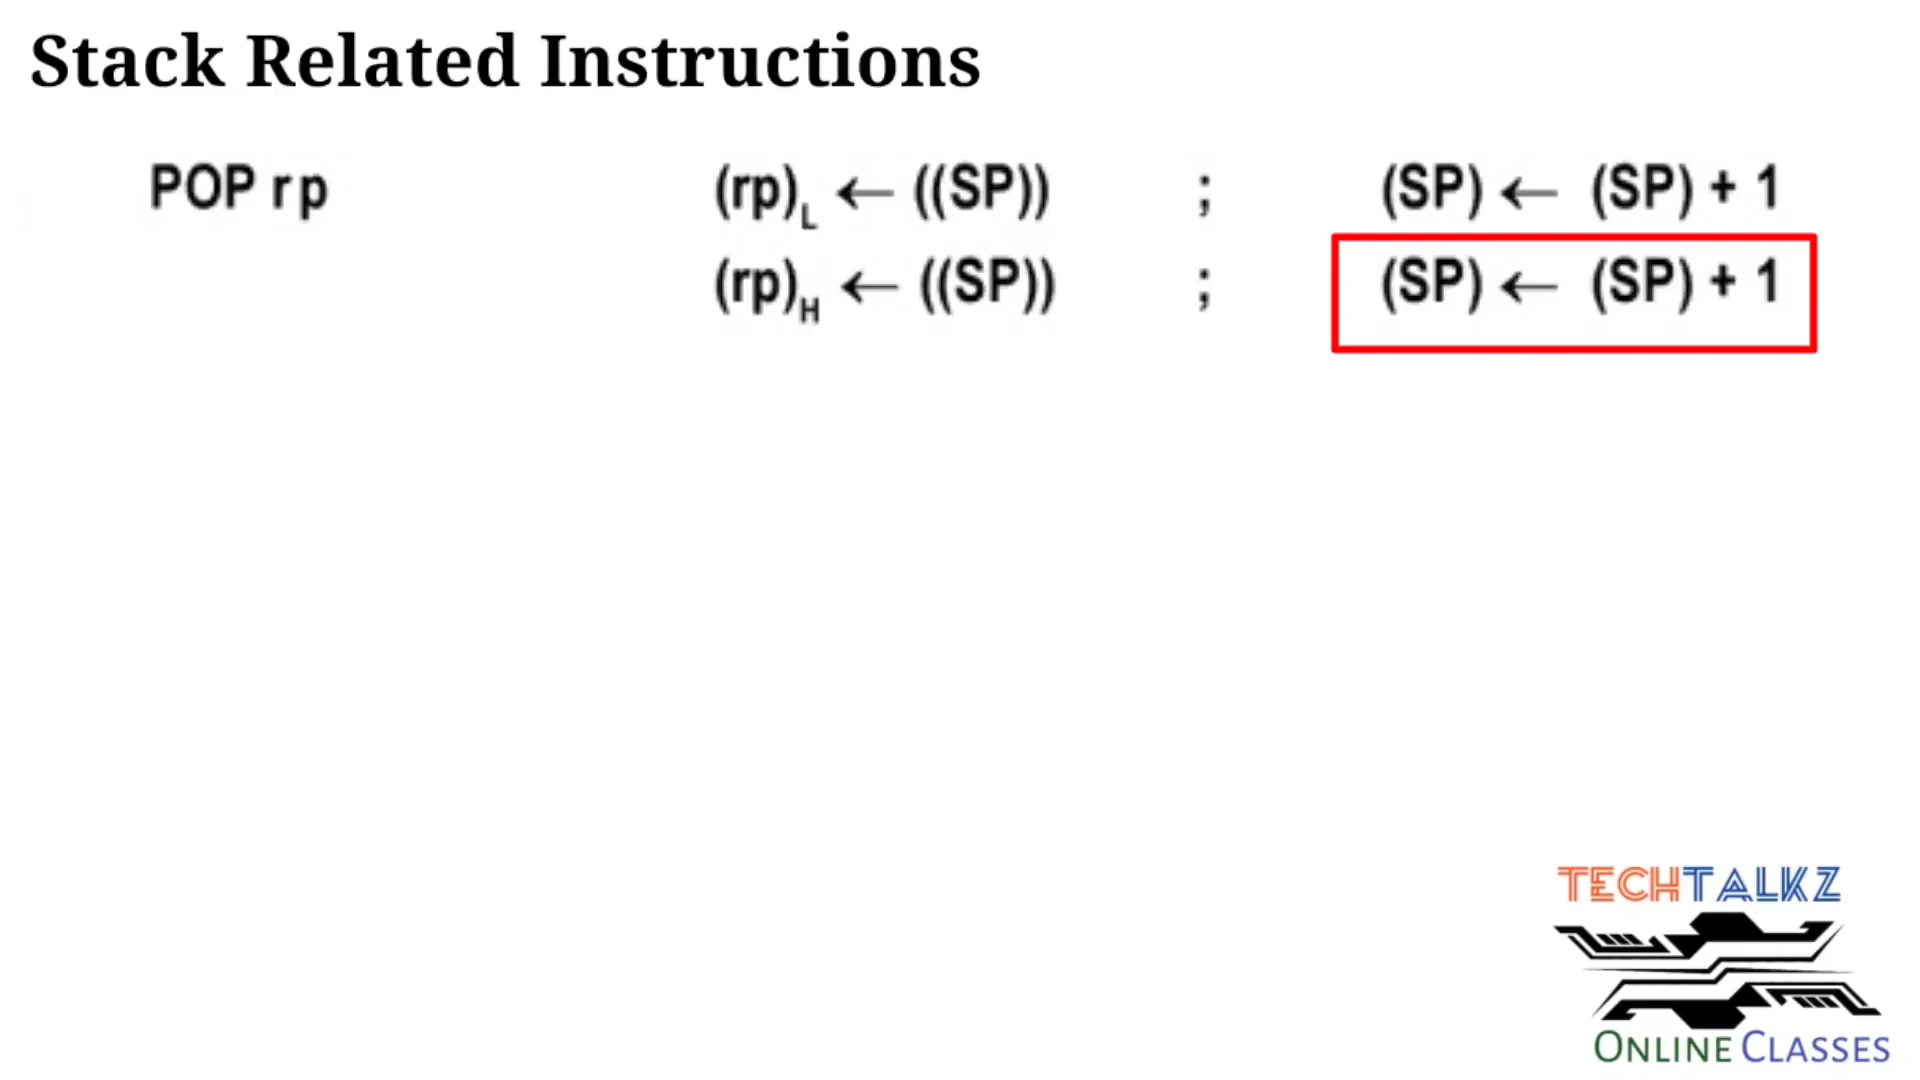 Stack Related Instructions
POP rp (rp)L ← ((SP)) ; (SP) ← (SP) + 1
(rp)H ← ((SP)) ; (SP) ← (SP) + 1
TECHTALKZ
ONLINE CLASSES